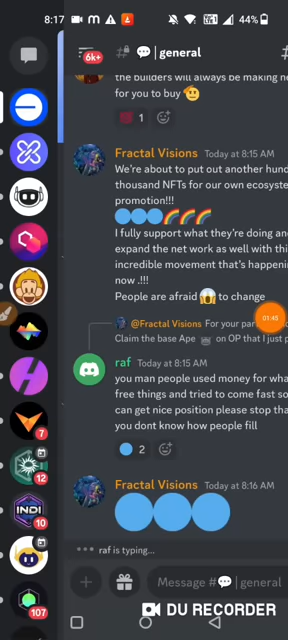 8:17
44%
6k+
💬 | general
the builders will always be making ne
for you to buy 🤠
1
Fractal Visions Today at 8:15 AM
We're about to put out another hund
thousand NFTs for our own ecosyste
promotion!!!
🔵🔵🔵🌈🌈🌈
I fully support what they're doing an
expand the net work as well with thi
incredible movement that's happeni
now .!!!
People are afraid 😱 to change
@Fractal Visions For your par
Claim the base Ape on OP that I just p
01:48
raf Today at 8:15 AM
you man people used money for wha
free things and tried to come fast so
can get nice position please stop tha
you dont know how people fill
2
Fractal Visions Today at 8:16 AM
🔵🔵🔵
raf is typing...
Message #💬 | general
7
12
INDI
10
107
DU RECORDER